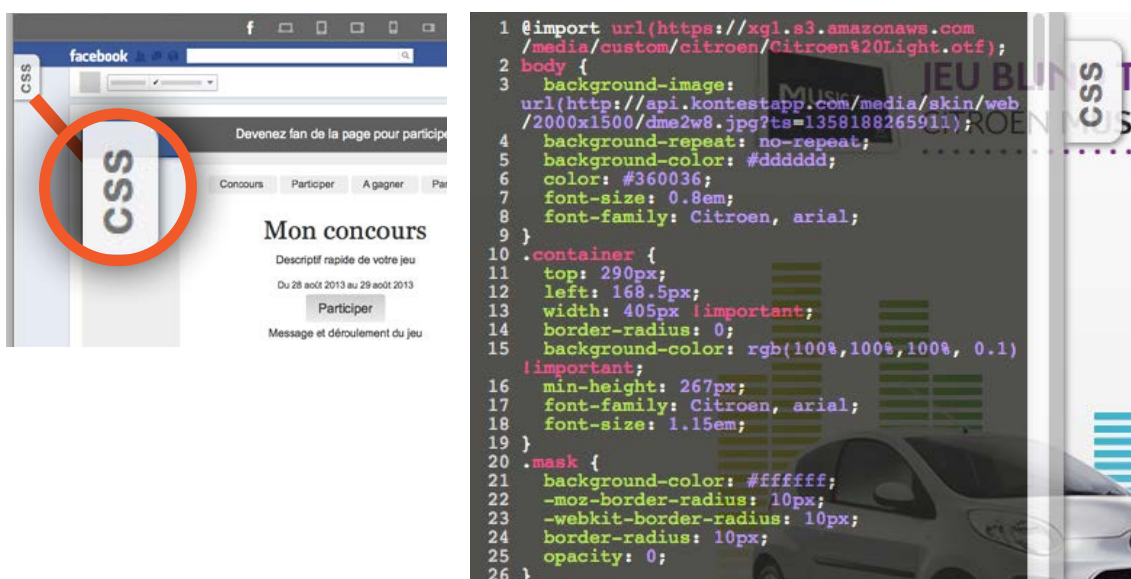 f
facebook
CSS
Devenez fan de la page pour participe
CSS
Concours Participer A gagner Par
Mon concours
Descriptif rapide de votre jeu
Du 28 août 2013 au 29 août 2013
Participer
Message et déroulement du jeu
1 @import url(https://xg1.s3.amazonaws.com
/media/custom/citroen/Citroen%20Light.otf);
2 body {
3 background-image:
url(http://api.kontestapp.com/media/skin/web
/2000x1500/dme2w8.jpg?ts=1358188265911);
4 background-repeat: no-repeat;
5 background-color: #dddddd;
6 color: #360036;
7 font-size: 0.8em;
8 font-family: Citroen, arial;
9 }
10 .container {
11 top: 290px;
12 left: 168.5px;
13 width: 405px !important;
14 border-radius: 0;
15 background-color: rgb(100%,100%,100%, 0.1)
!important;
16 min-height: 267px;
17 font-family: Citroen, arial;
18 font-size: 1.15em;
19 }
20 .mask {
21 background-color: #ffffff;
22 -moz-border-radius: 10px;
23 -webkit-border-radius: 10px;
24 border-radius: 10px;
25 opacity: 0;
26 }
CSS
JEU BLIN T
CITROEN MUS